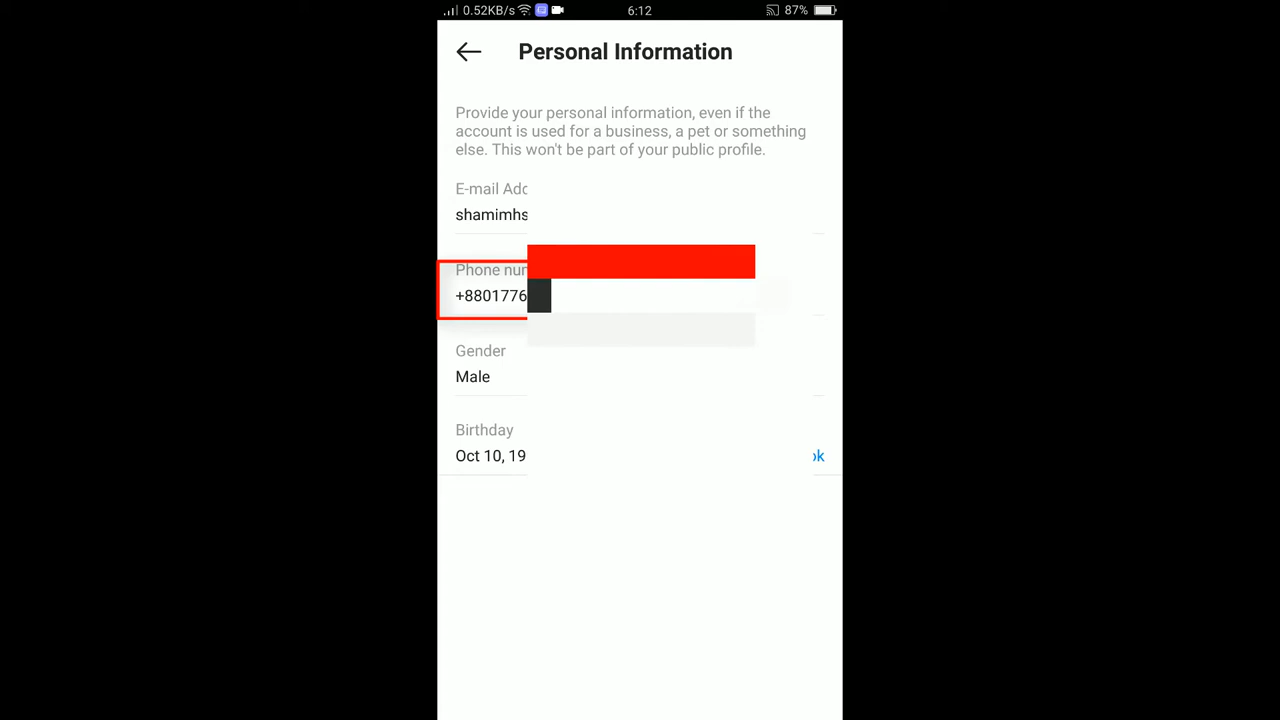 0.52KB/s 6:12 87%
Personal Information
Provide your personal information, even if the
account is used for a business, a pet or something
else. This won't be part of your public profile.
E-mail Add
shamimhs
Phone num
+8801776
Gender
Male
Birthday
Oct 10, 19 ok